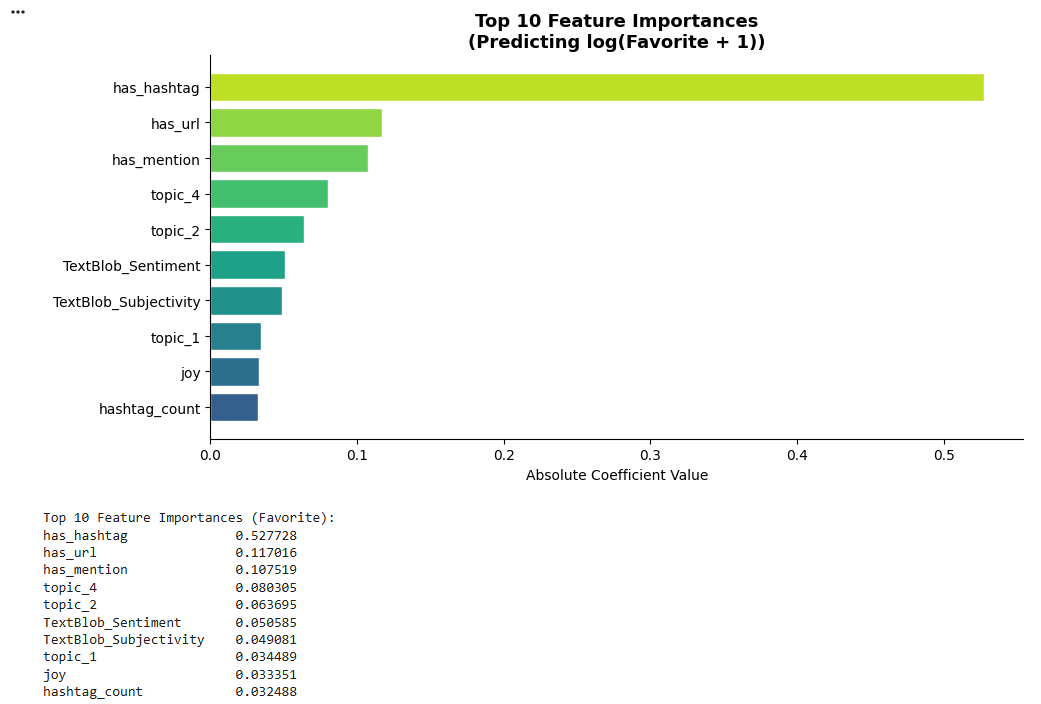 ...
Top 10 Feature Importances
(Predicting log(Favorite + 1))
has_hashtag
has_url
has_mention
topic_4
topic_2
TextBlob_Sentiment
TextBlob_Subjectivity
topic_1
joy
hashtag_count
0.0 0.1 0.2 0.3 0.4 0.5
Absolute Coefficient Value
Top 10 Feature Importances (Favorite):
has_hashtag 0.527728
has_url 0.117016
has_mention 0.107519
topic_4 0.080305
topic_2 0.063695
TextBlob_Sentiment 0.050585
TextBlob_Subjectivity 0.049081
topic_1 0.034489
joy 0.033351
hashtag_count 0.032488